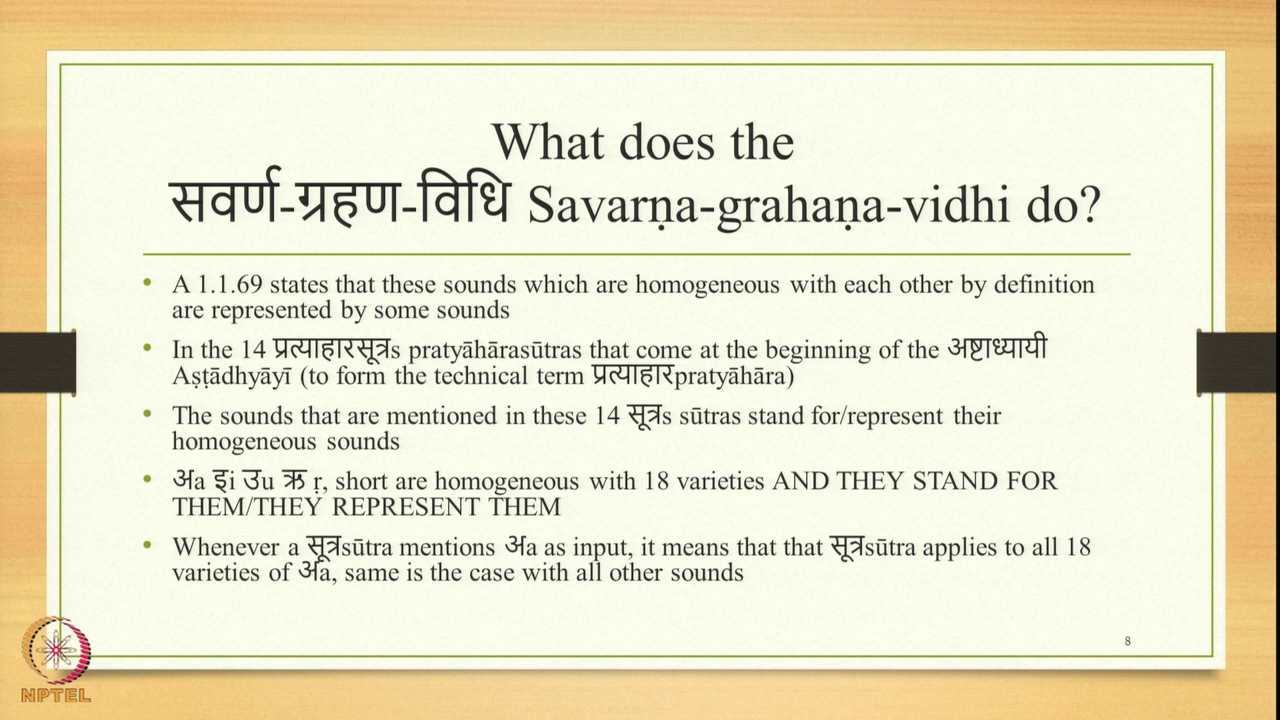 What does the
सवर्ण-ग्रहण-विधि Savarṇa-grahaṇa-vidhi do?
• A 1.1.69 states that these sounds which are homogeneous with each other by definition
are represented by some sounds
• In the 14 प्रत्याहारसूत्रs pratyāhārasūtras that come at the beginning of the अष्टाध्यायी
Aṣṭādhyāyī (to form the technical term प्रत्याहारpratyāhāra)
• The sounds that are mentioned in these 14 सूत्रs sūtras stand for/represent their
homogeneous sounds
• अa इi उu ऋ ṛ, short are homogeneous with 18 varieties AND THEY STAND FOR
THEM/THEY REPRESENT THEM
• Whenever a सूत्रsūtra mentions अa as input, it means that that सूत्रsūtra applies to all 18
varieties of अa, same is the case with all other sounds
8
NPTEL